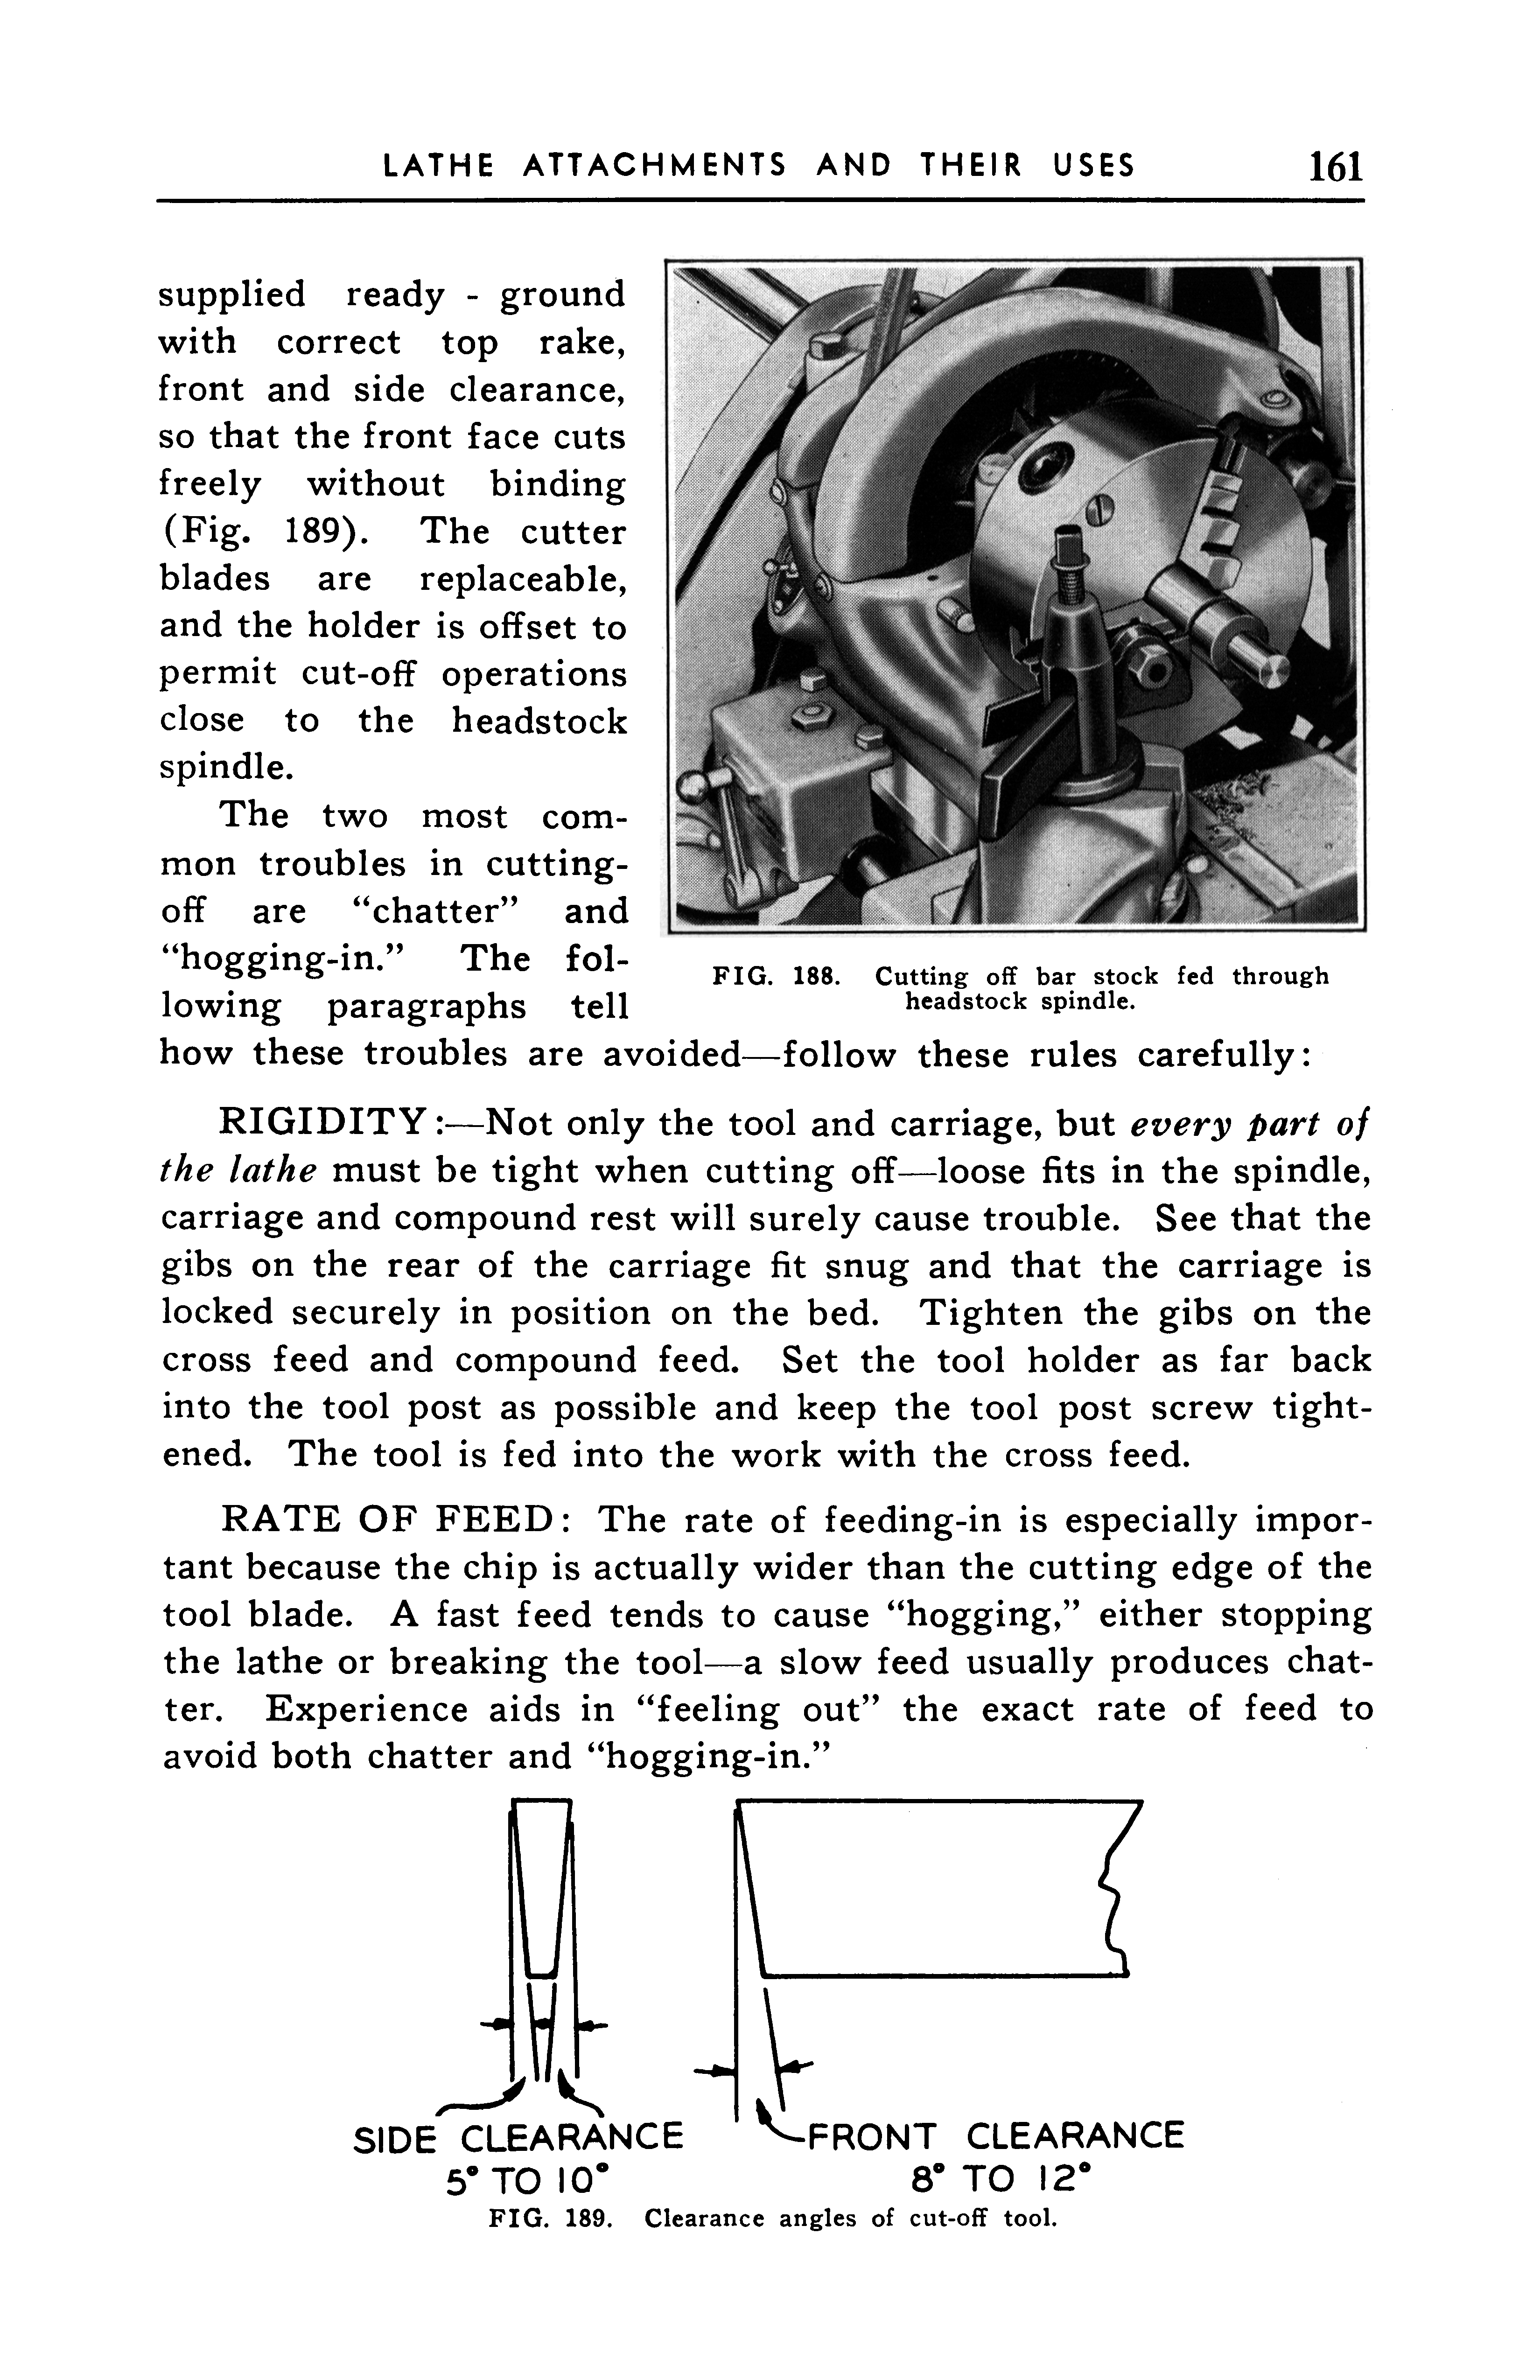 LATHE ATTACHMENTS AND THEIR USES 161
supplied ready - ground
with correct top rake,
front and side clearance,
so that the front face cuts
freely without binding
(Fig. 189). The cutter
blades are replaceable,
and the holder is offset to
permit cut-off operations
close to the headstock
spindle.
The two most com-
mon troubles in cutting-
off are “chatter” and
“hogging-in.” The fol-
lowing paragraphs tell
FIG. 188. Cutting off bar stock fed through
headstock spindle.
how these troubles are avoided—follow these rules carefully:
RIGIDITY:—Not only the tool and carriage, but every part of
the lathe must be tight when cutting off—loose fits in the spindle,
carriage and compound rest will surely cause trouble. See that the
gibs on the rear of the carriage fit snug and that the carriage is
locked securely in position on the bed. Tighten the gibs on the
cross feed and compound feed. Set the tool holder as far back
into the tool post as possible and keep the tool post screw tight-
ened. The tool is fed into the work with the cross feed.
RATE OF FEED: The rate of feeding-in is especially impor-
tant because the chip is actually wider than the cutting edge of the
tool blade. A fast feed tends to cause “hogging,” either stopping
the lathe or breaking the tool—a slow feed usually produces chat-
ter. Experience aids in “feeling out” the exact rate of feed to
avoid both chatter and “hogging-in.”
SIDE CLEARANCE
5° TO 10°
FRONT CLEARANCE
8° TO 12°
FIG. 189. Clearance angles of cut-off tool.